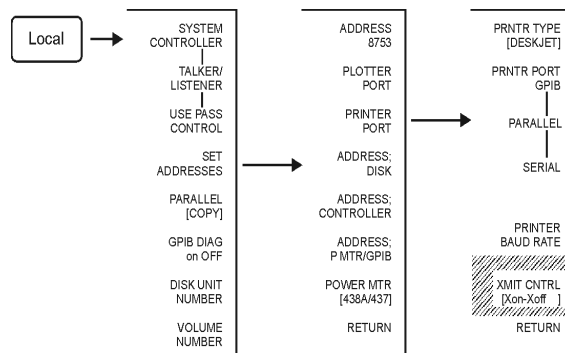 Local
SYSTEM
CONTROLLER
TALKER/
LISTENER
USE PASS
CONTROL
SET
ADDRESSES
PARALLEL
[COPY]
GPIB DIAG
on OFF
DISK UNIT
NUMBER
VOLUME
NUMBER
ADDRESS
8753
PLOTTER
PORT
PRINTER
PORT
ADDRESS;
DISK
ADDRESS;
CONTROLLER
ADDRESS;
P MTR/GPIB
POWER MTR
[438A/437]
RETURN
PRNTR TYPE
[DESKJET]
PRNTR PORT
GPIB
PARALLEL
SERIAL
PRINTER
BAUD RATE
XMIT CNTRL
[Xon-Xoff ]
RETURN